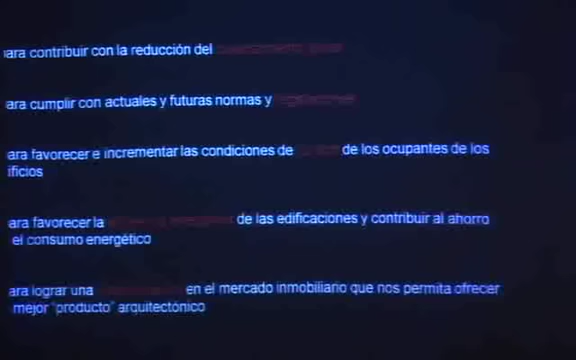 para contribuir con la reducción del
ara cumplir con actuales y futuras normas y
ara favorecer e incrementar las condiciones de de los ocupantes de los
ificios
ara favorecer la de las edificaciones y contribuir al ahorro
el consumo energético
ara lograr una en el mercado inmobiliario que nos permita ofrecer
mejor "producto" arquitectónico